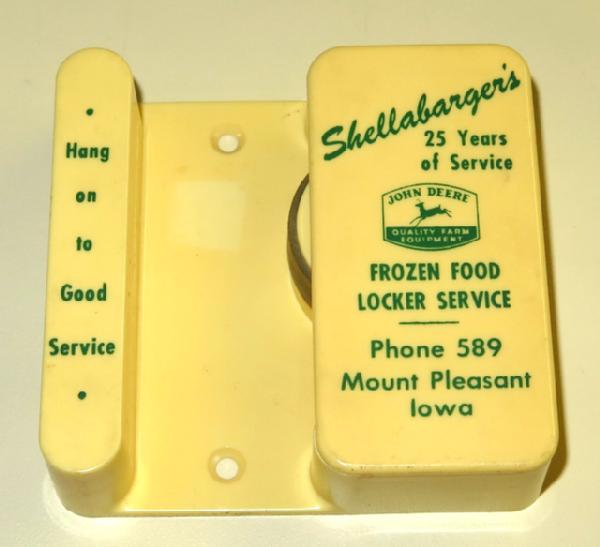 • Hang
on
to
Good
Service •
Shellabarger's
25 Years
of Service
JOHN DEERE
QUALITY FARM
EQUIPMENT
FROZEN FOOD
LOCKER SERVICE
Phone 589
Mount Pleasant
Iowa